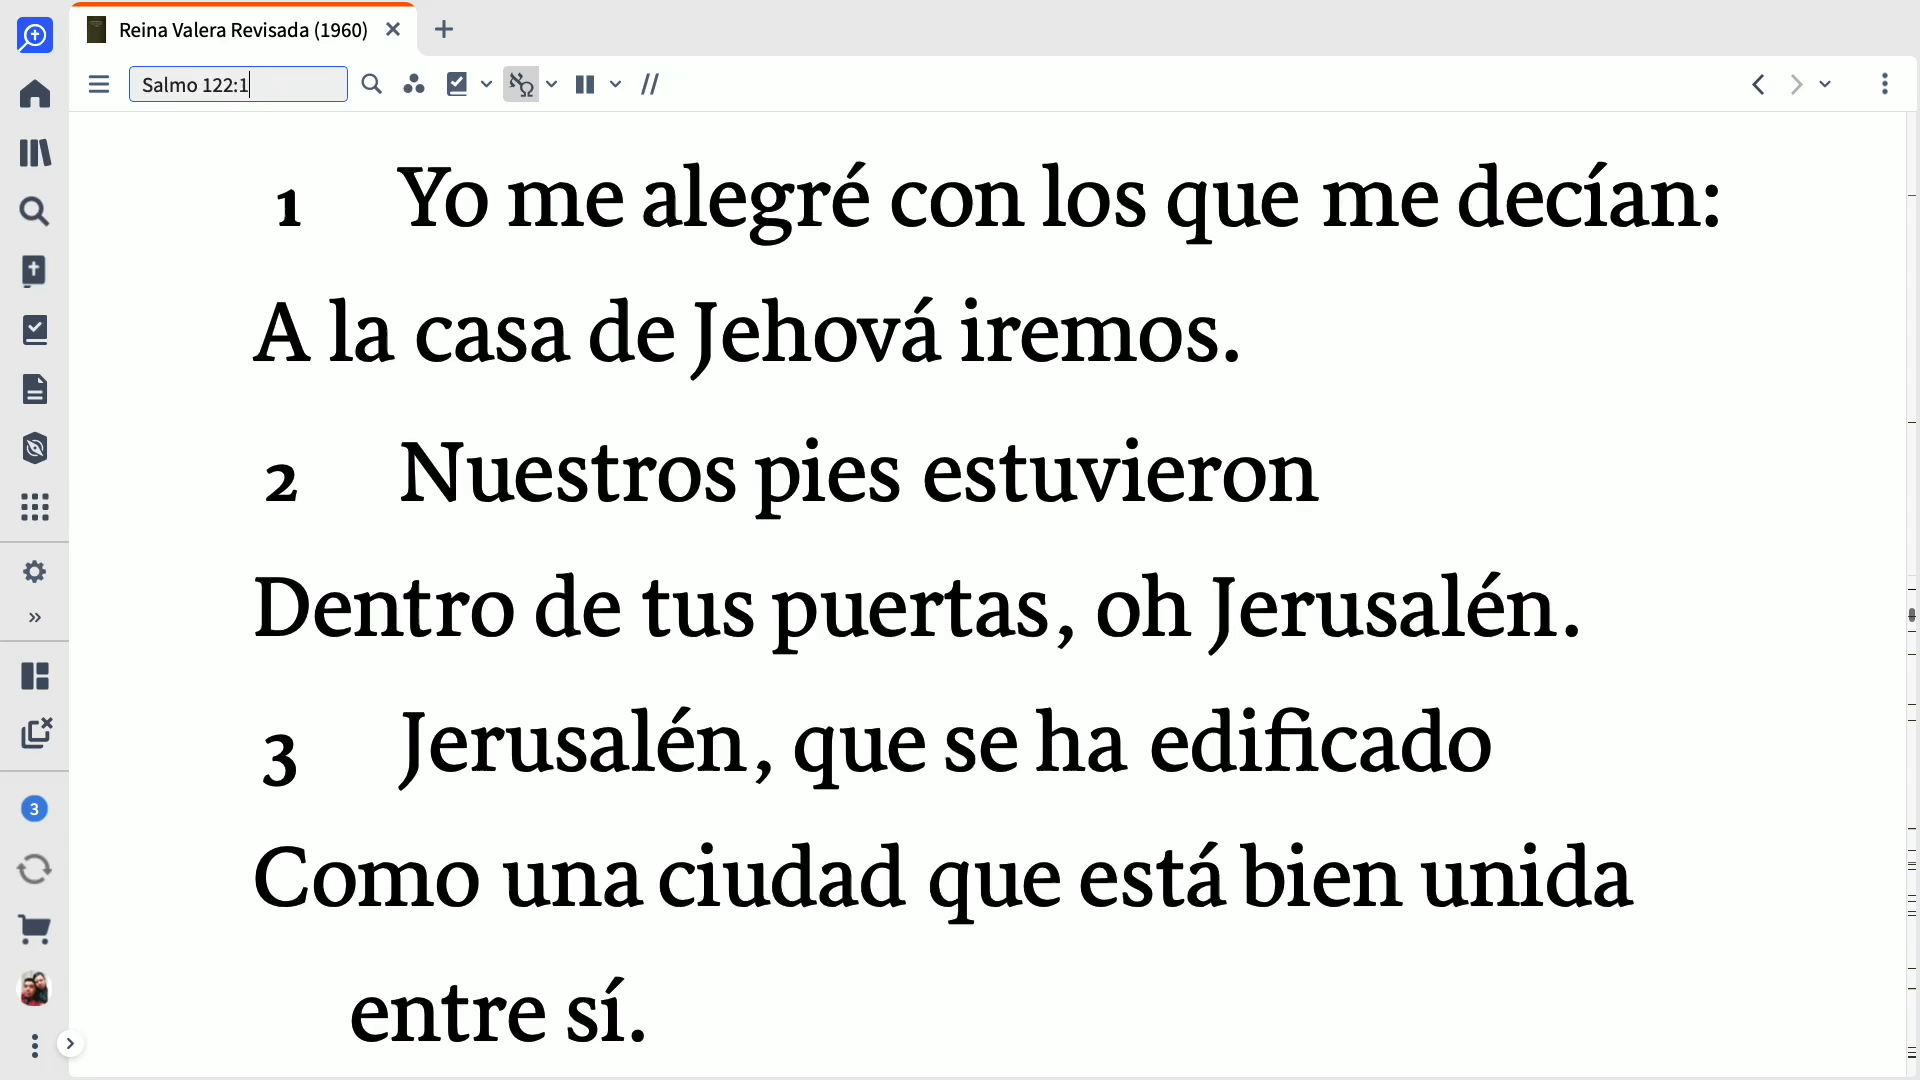 Reina Valera Revisada (1960)
Salmo 122:1
1 Yo me alegré con los que me decían:
A la casa de Jehová iremos.
2 Nuestros pies estuvieron
Dentro de tus puertas, oh Jerusalén.
3 Jerusalén, que se ha edificado
Como una ciudad que está bien unida
entre sí.
3